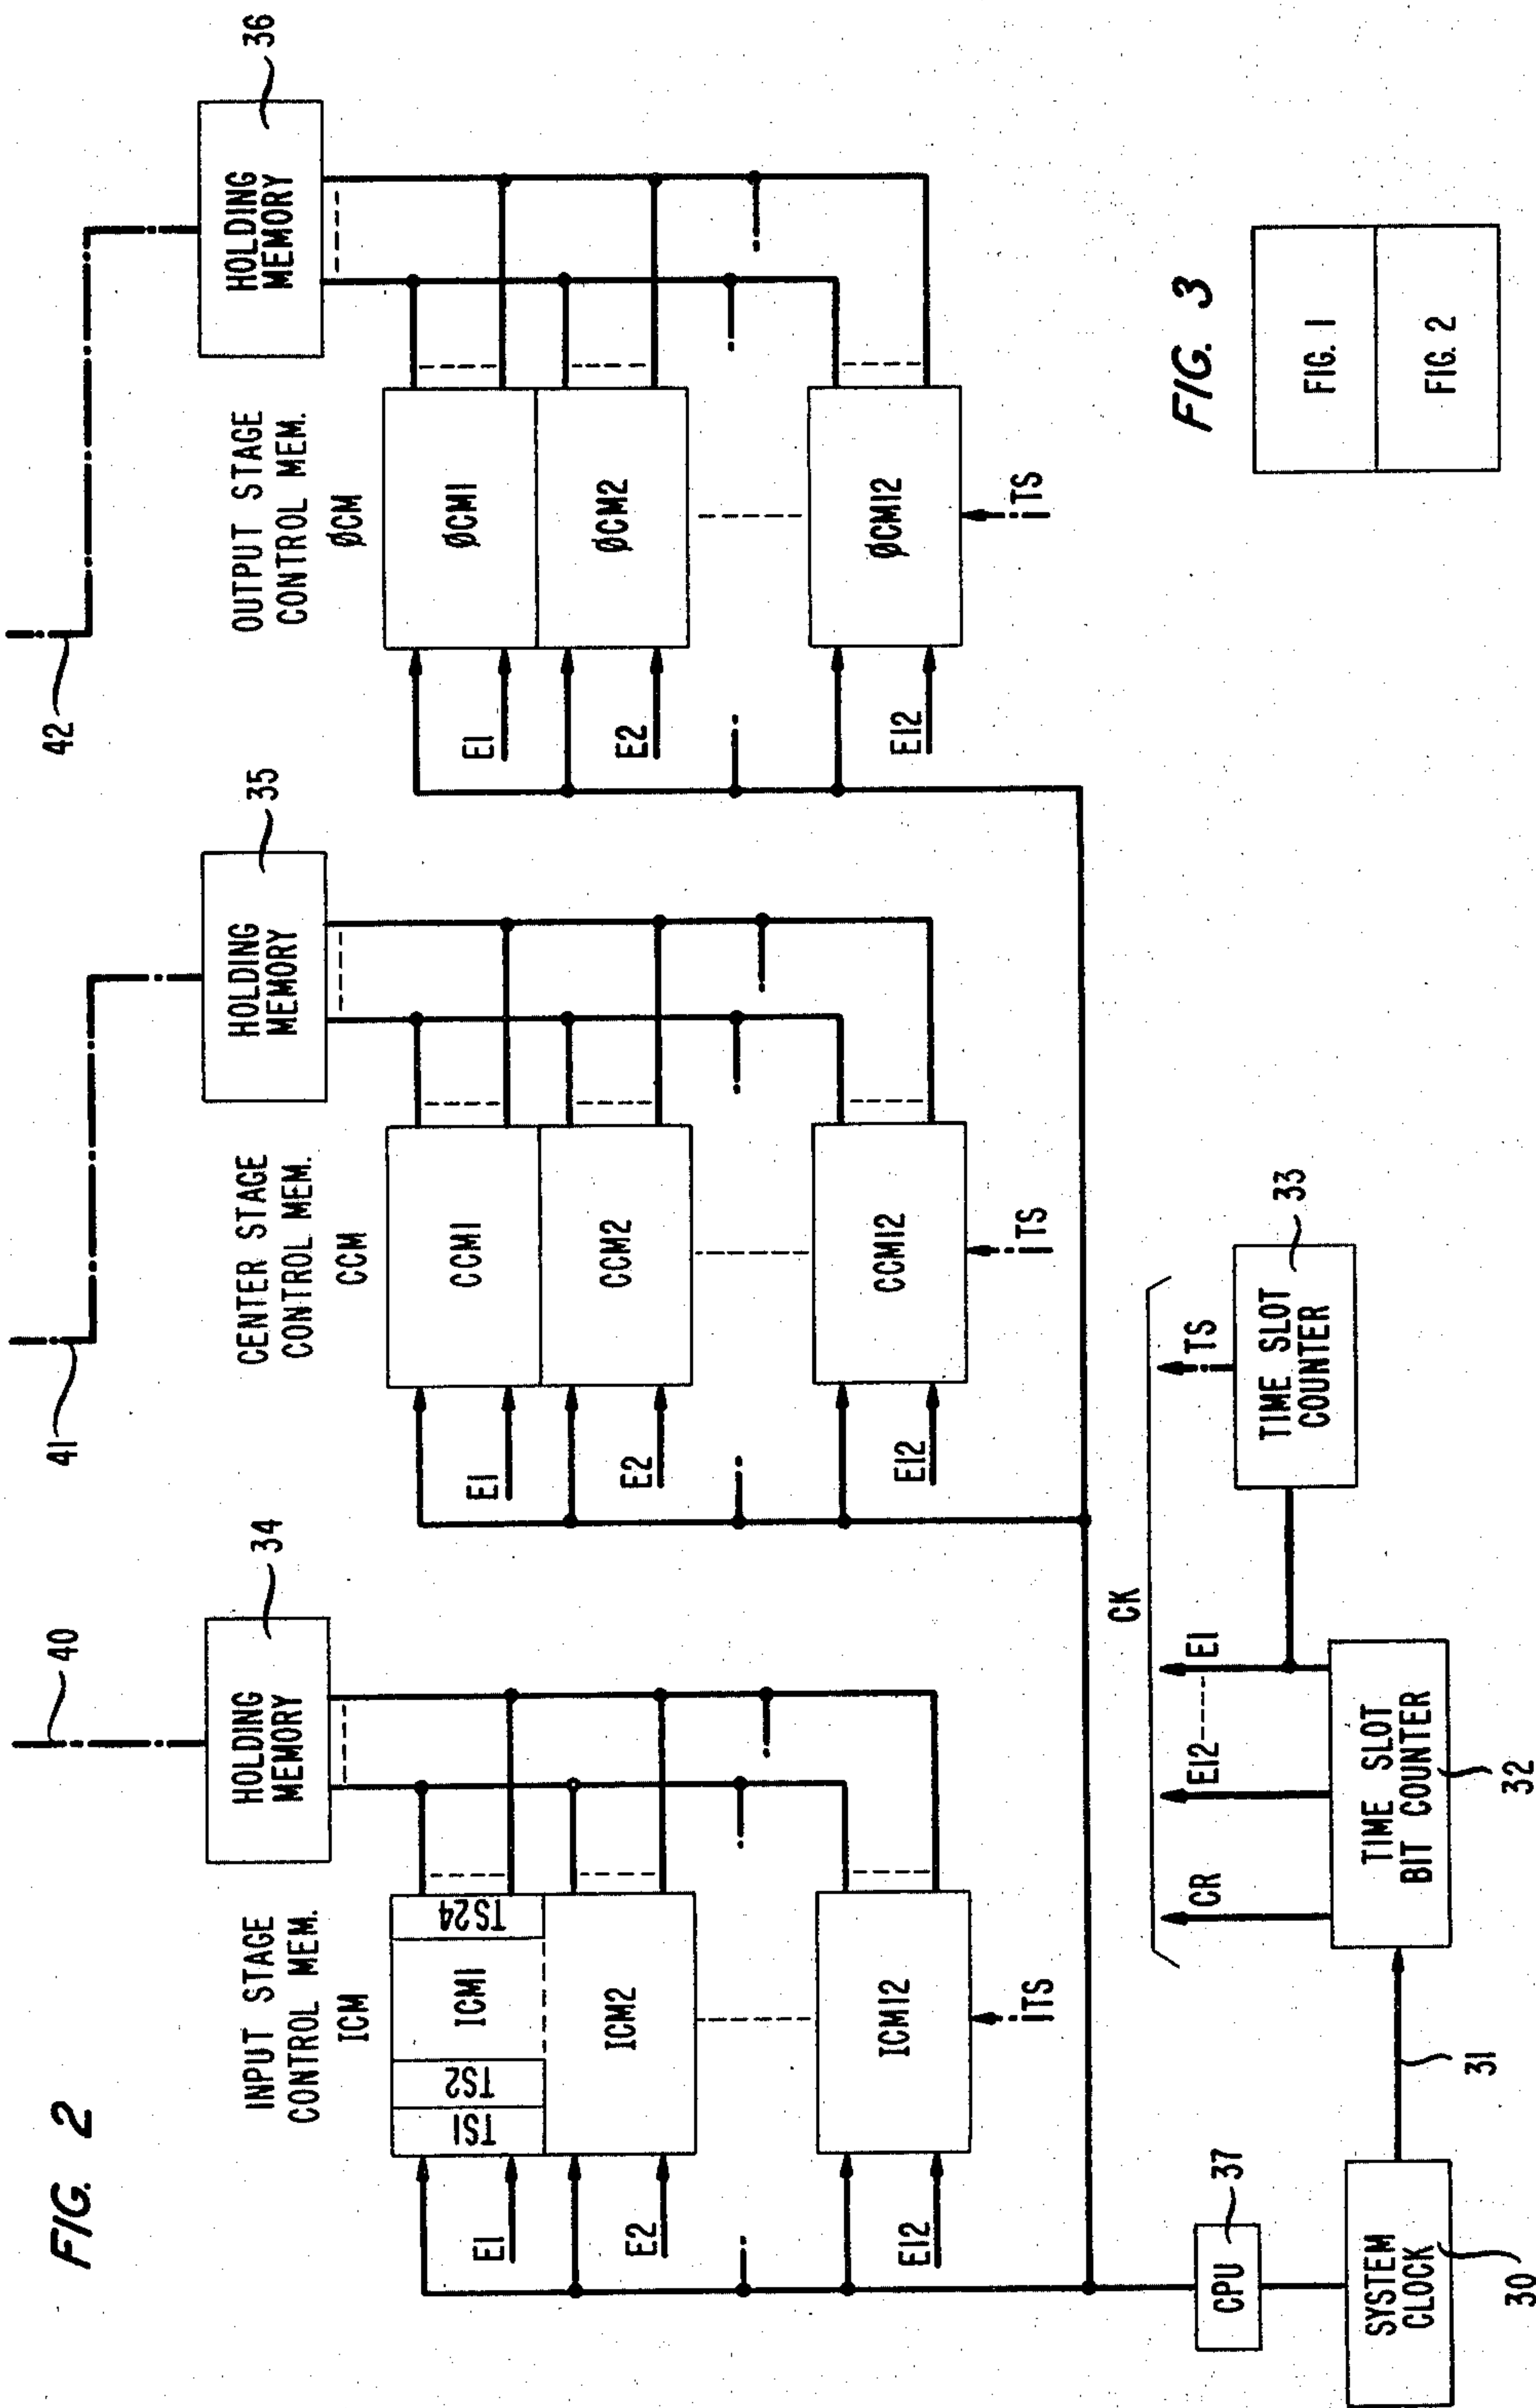 FIG. 2
40
41
42
34
HOLDING
MEMORY
35
HOLDING
MEMORY
36
HOLDING
MEMORY
INPUT STAGE
CONTROL MEM.
ICM
CENTER STAGE
CONTROL MEM.
CCM
OUTPUT STAGE
CONTROL MEM.
ØCM
TS1
TS2
ICM1
TS24
ICM2
ICM12
E1
E2
E12
TS
CCM1
CCM2
CCM12
E1
E2
E12
TS
ØCM1
ØCM2
ØCM12
E1
E2
E12
TS
CK
CR
E12
E1
TS
CPU
37
SYSTEM
CLOCK
30
31
TIME SLOT
BIT COUNTER
32
TIME SLOT
COUNTER
33
FIG. 3
FIG. 1
FIG. 2